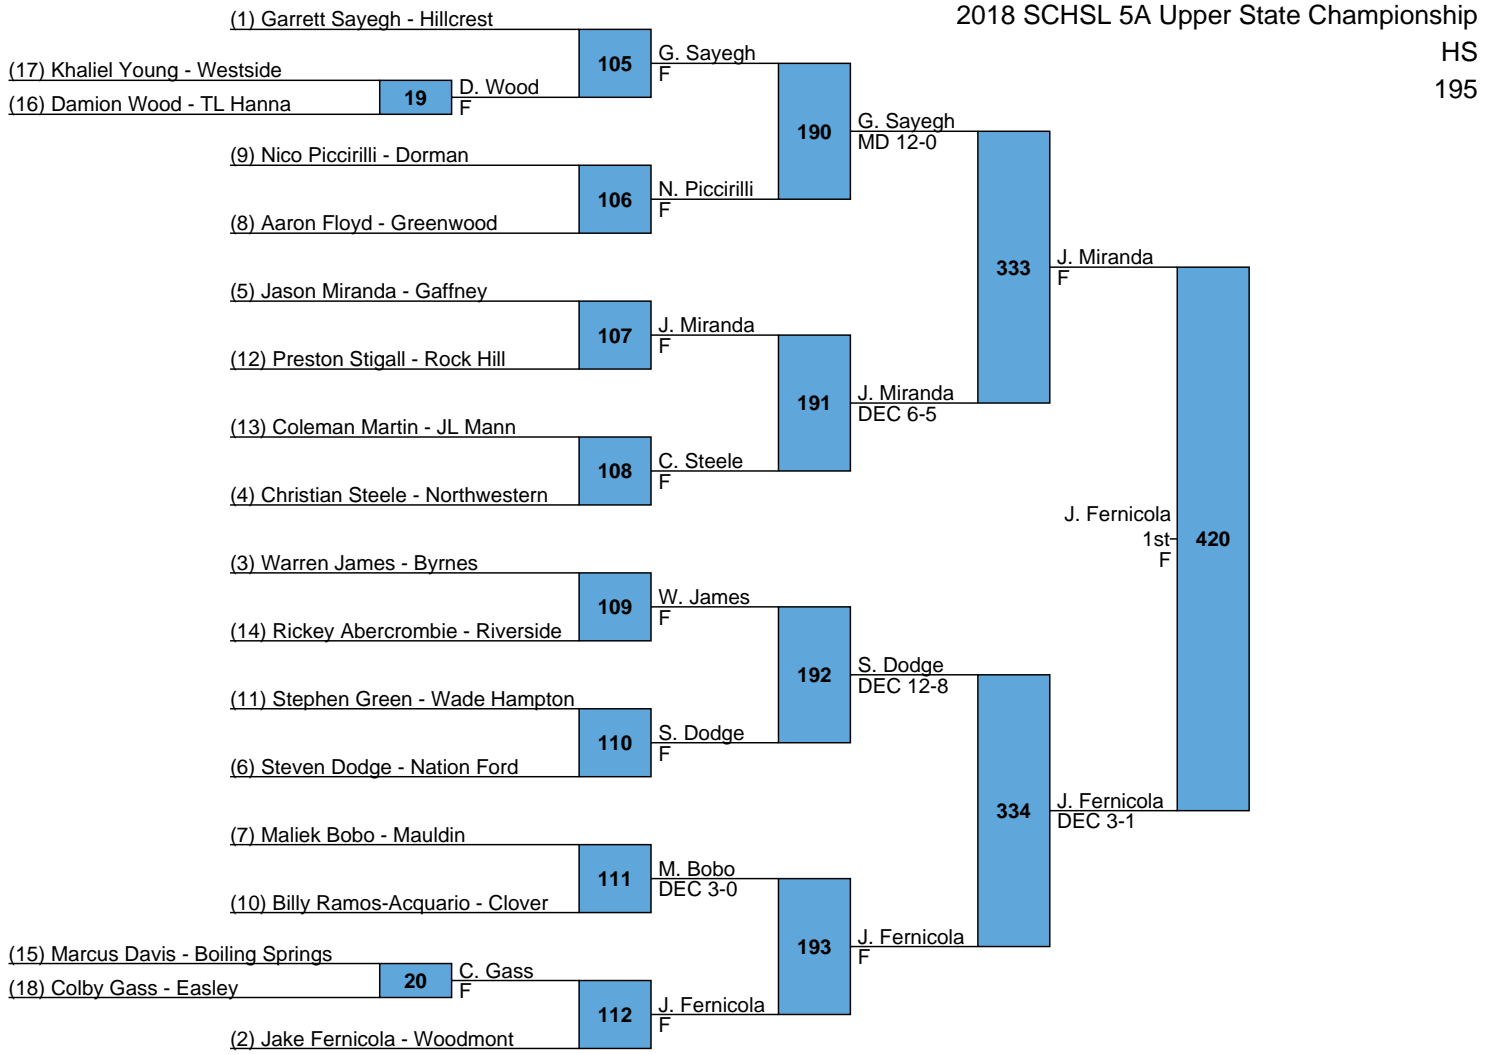 2018 SCHSL 5A Upper State Championship
HS
195
(1) Garrett Sayegh - Hillcrest
(17) Khaliel Young - Westside
(16) Damion Wood - TL Hanna
(9) Nico Piccirilli - Dorman
(8) Aaron Floyd - Greenwood
(5) Jason Miranda - Gaffney
(12) Preston Stigall - Rock Hill
(13) Coleman Martin - JL Mann
(4) Christian Steele - Northwestern
(3) Warren James - Byrnes
(14) Rickey Abercrombie - Riverside
(11) Stephen Green - Wade Hampton
(6) Steven Dodge - Nation Ford
(7) Maliek Bobo - Mauldin
(10) Billy Ramos-Acquario - Clover
(15) Marcus Davis - Boiling Springs
(18) Colby Gass - Easley
(2) Jake Fernicola - Woodmont
19
D. Wood
F
20
C. Gass
F
105
G. Sayegh
F
106
N. Piccirilli
F
107
J. Miranda
F
108
C. Steele
F
109
W. James
F
110
S. Dodge
F
111
M. Bobo
DEC 3-0
112
J. Fernicola
F
190
G. Sayegh
MD 12-0
191
J. Miranda
DEC 6-5
192
S. Dodge
DEC 12-8
193
J. Fernicola
F
333
J. Miranda
F
334
J. Fernicola
DEC 3-1
J. Fernicola
1st
F
420